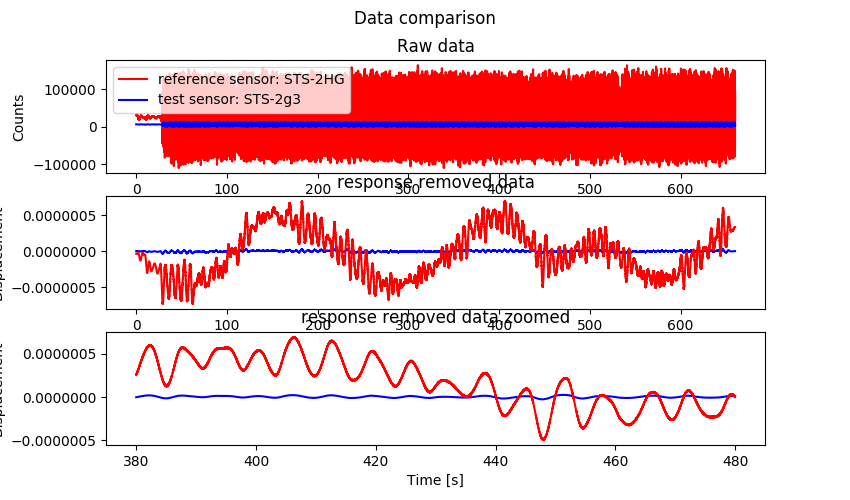 Data comparison
Raw data
reference sensor: STS-2HG
test sensor: STS-2g3
Counts
100000
0
−100000
0 100 200 300 400 500 600
response removed data
0.0000005
0.0000000
−0.0000005
0 100 200 300 400 500 600
response removed data zoomed
Displacement
0.0000005
0.0000000
−0.0000005
380 400 420 440 460 480
Time [s]